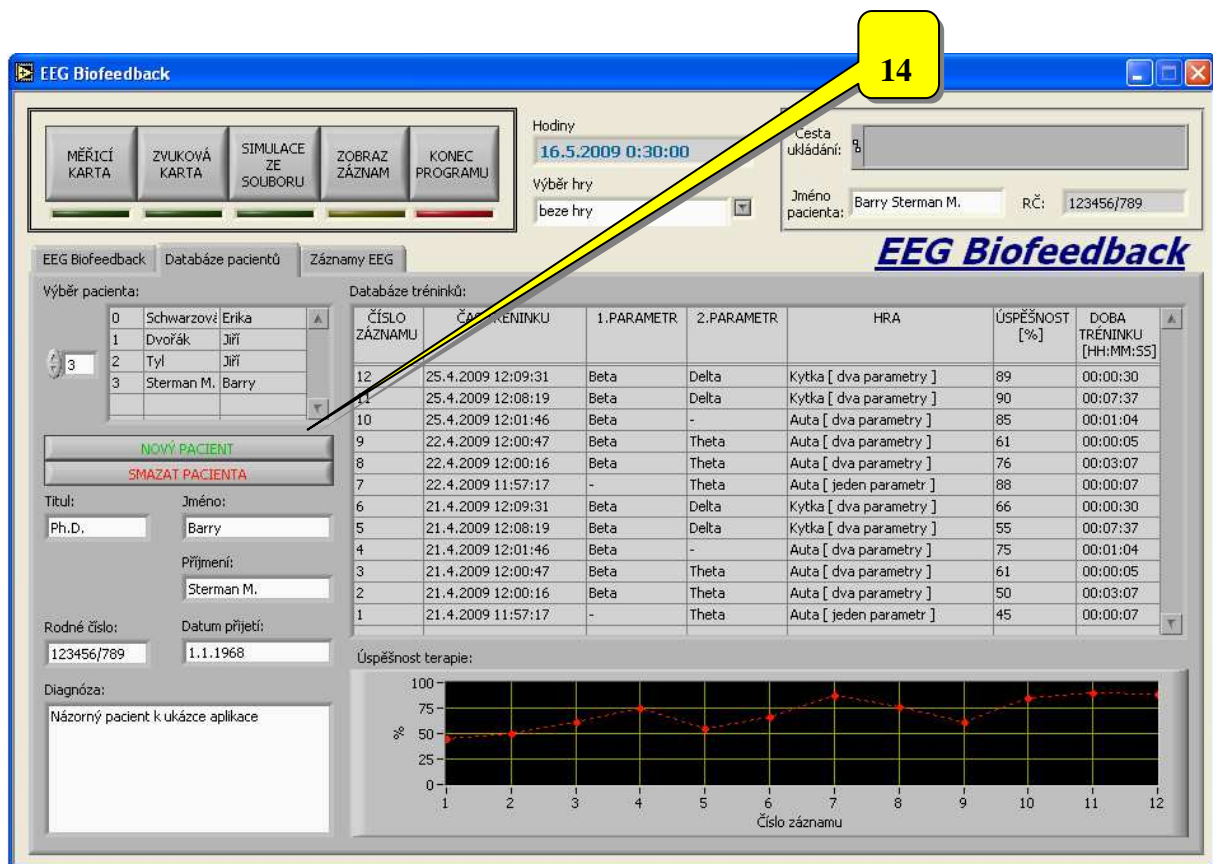 14
EEG Biofeedback
MĚŘICÍ KARTA
ZVUKOVÁ KARTA
SIMULACE ZE SOUBORU
ZOBRAZ ZÁZNAM
KONEC PROGRAMU
Hodiny
16.5.2009 0:30:00
Výběr hry
beze hry
Cesta ukládání:
Jméno pacienta:
Barry Sterman M.
RČ:
123456/789
EEG Biofeedback
EEG Biofeedback Databáze pacientů Záznamy EEG
Výběr pacienta:
3
0 Schwarzová Erika
1 Dvořák Jiří
2 Tyl Jiří
3 Sterman M. Barry
NOVÝ PACIENT
SMAZAT PACIENTA
Titul: Jméno:
Ph.D. Barry
Příjmení:
Sterman M.
Rodné číslo: Datum přijetí:
123456/789 1.1.1968
Diagnóza:
Názorný pacient k ukázce aplikace
Databáze tréninků:
ČÍSLO ZÁZNAMU 1.PARAMETR 2.PARAMETR HRA ÚSPĚŠNOST [%] DOBA TRÉNINKU [HH:MM:SS]
12 25.4.2009 12:09:31 Beta Delta Kytka [ dva parametry ] 89 00:00:30
11 25.4.2009 12:08:19 Beta Delta Kytka [ dva parametry ] 90 00:07:37
10 25.4.2009 12:01:46 Beta - Auta [ dva parametry ] 85 00:01:04
9 22.4.2009 12:00:47 Beta Theta Auta [ dva parametry ] 61 00:00:05
8 22.4.2009 12:00:16 Beta Theta Auta [ dva parametry ] 76 00:03:07
7 22.4.2009 11:57:17 - Theta Auta [ jeden parametr ] 88 00:00:07
6 21.4.2009 12:09:31 Beta Delta Kytka [ dva parametry ] 66 00:00:30
5 21.4.2009 12:08:19 Beta Delta Kytka [ dva parametry ] 55 00:07:37
4 21.4.2009 12:01:46 Beta - Auta [ dva parametry ] 75 00:01:04
3 21.4.2009 12:00:47 Beta Theta Auta [ dva parametry ] 61 00:00:05
2 21.4.2009 12:00:16 Beta Theta Auta [ dva parametry ] 50 00:03:07
1 21.4.2009 11:57:17 - Theta Auta [ jeden parametr ] 45 00:00:07
Úspěšnost terapie:
100
75
50
25
0
%
1 2 3 4 5 6 7 8 9 10 11 12
Číslo záznamu